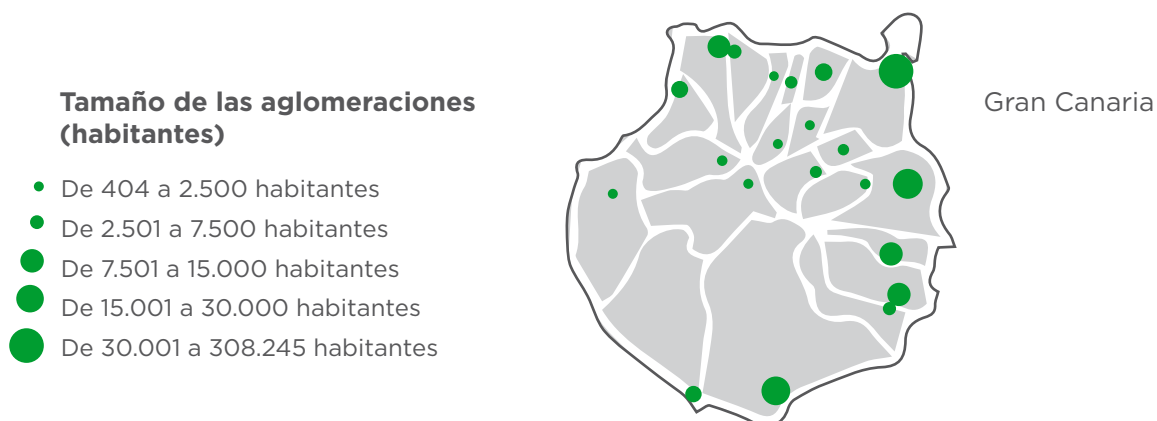 Tamaño de las aglomeraciones
(habitantes)
De 404 a 2.500 habitantes
De 2.501 a 7.500 habitantes
De 7.501 a 15.000 habitantes
De 15.001 a 30.000 habitantes
De 30.001 a 308.245 habitantes
Gran Canaria